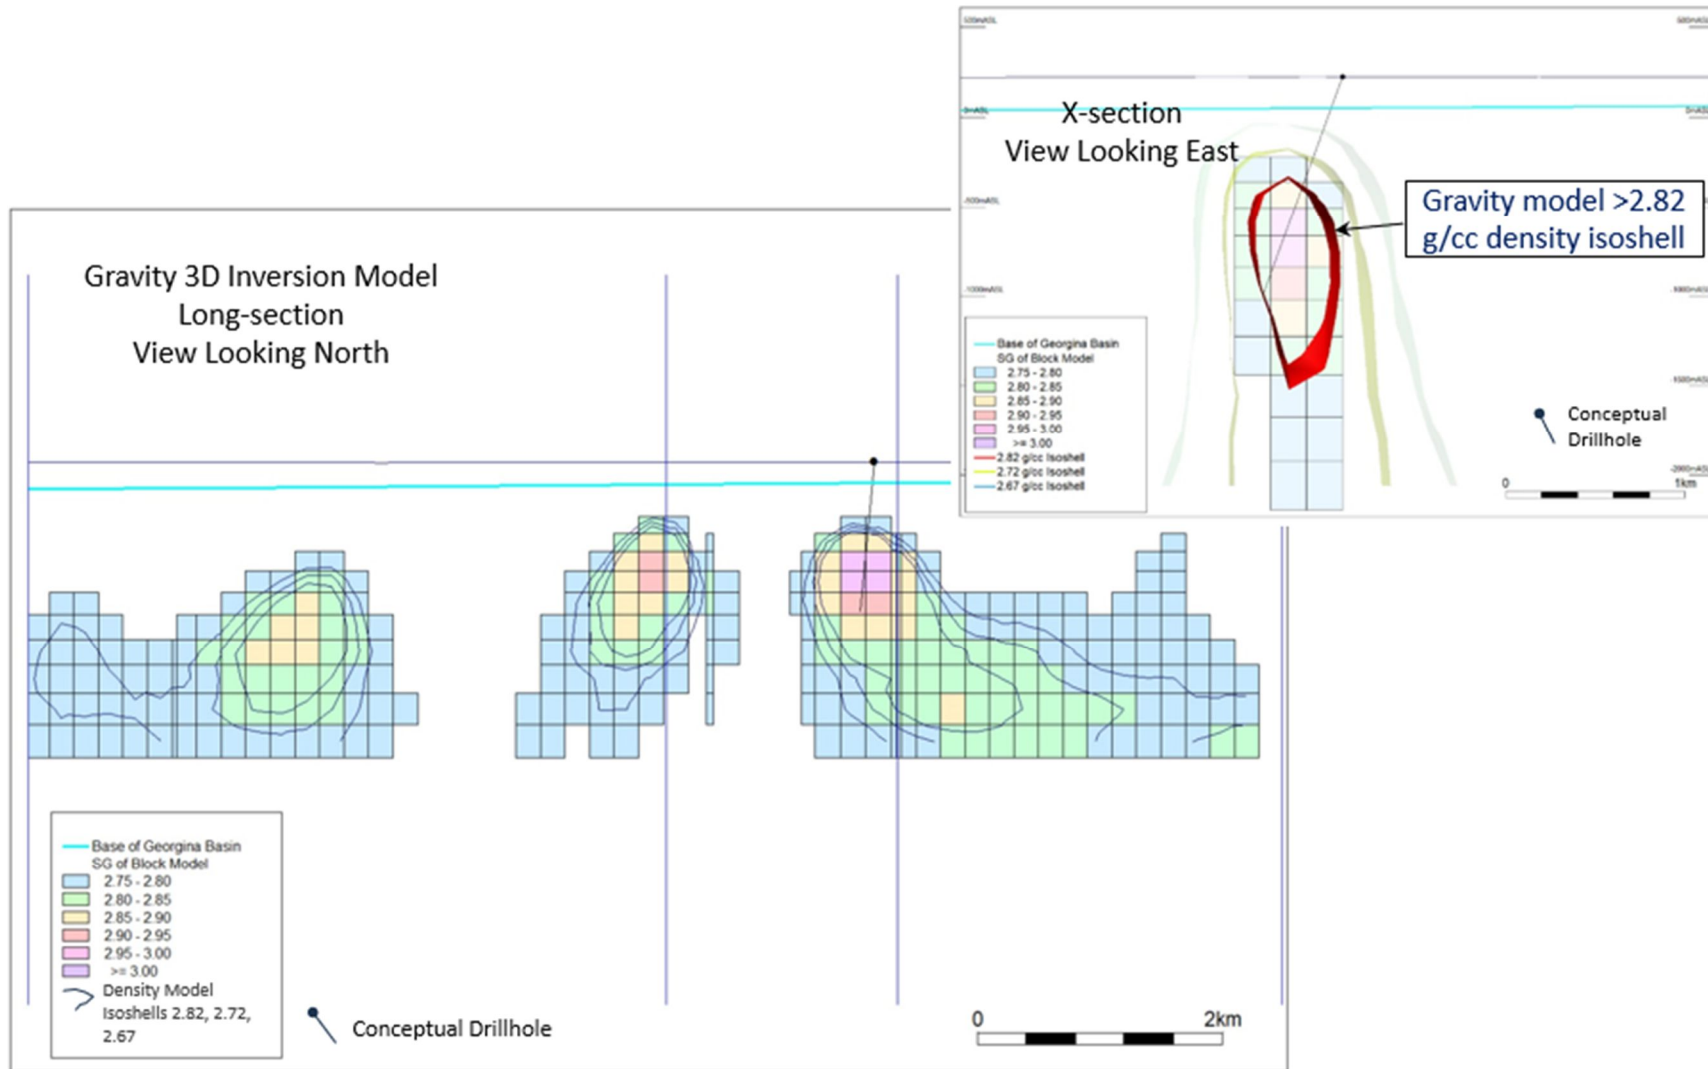 Gravity 3D Inversion Model
Long-section
View Looking North
Base of Georgina Basin
SG of Block Model
2.75 - 2.80
2.80 - 2.85
2.85 - 2.90
2.90 - 2.95
2.95 - 3.00
>= 3.00
Density Model
Isoshells 2.82, 2.72,
2.67
Conceptual Drillhole
0 2km
X-section
View Looking East
Gravity model >2.82
g/cc density isoshell
Base of Georgina Basin
SG of Block Model
2.75 - 2.80
2.80 - 2.85
2.85 - 2.90
2.90 - 2.95
2.95 - 3.00
>= 3.00
2.82 g/cc Isoshell
2.72 g/cc Isoshell
2.67 g/cc Isoshell
Conceptual
Drillhole
0 1km